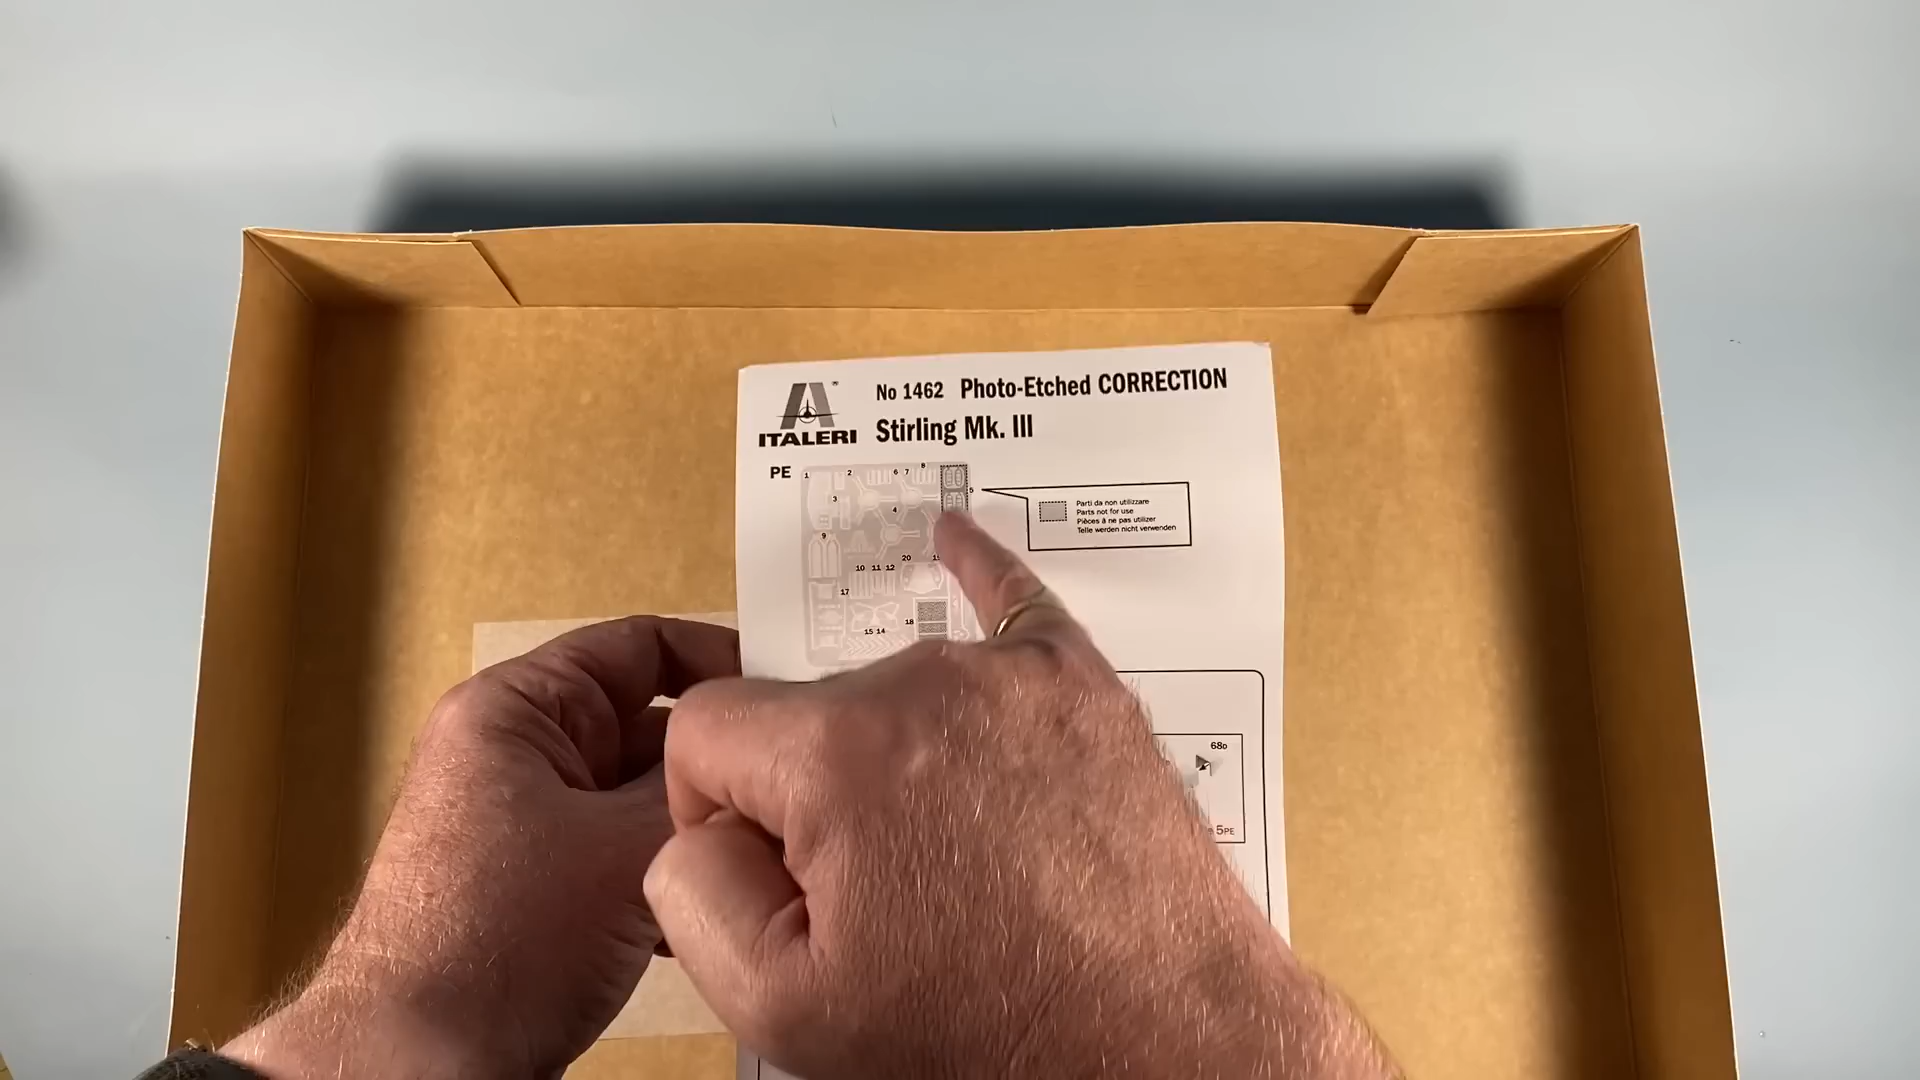 ITALERI
No 1462 Photo-Etched CORRECTION
Stirling Mk. III
PE
1
2
6 7
8
3
5
4
9
20
10 11 12
17
18
15 14
Parti da non utilizzare
Parts not for use
Pièces à ne pas utilizer
Teile werden nicht verwenden
68D
5PE